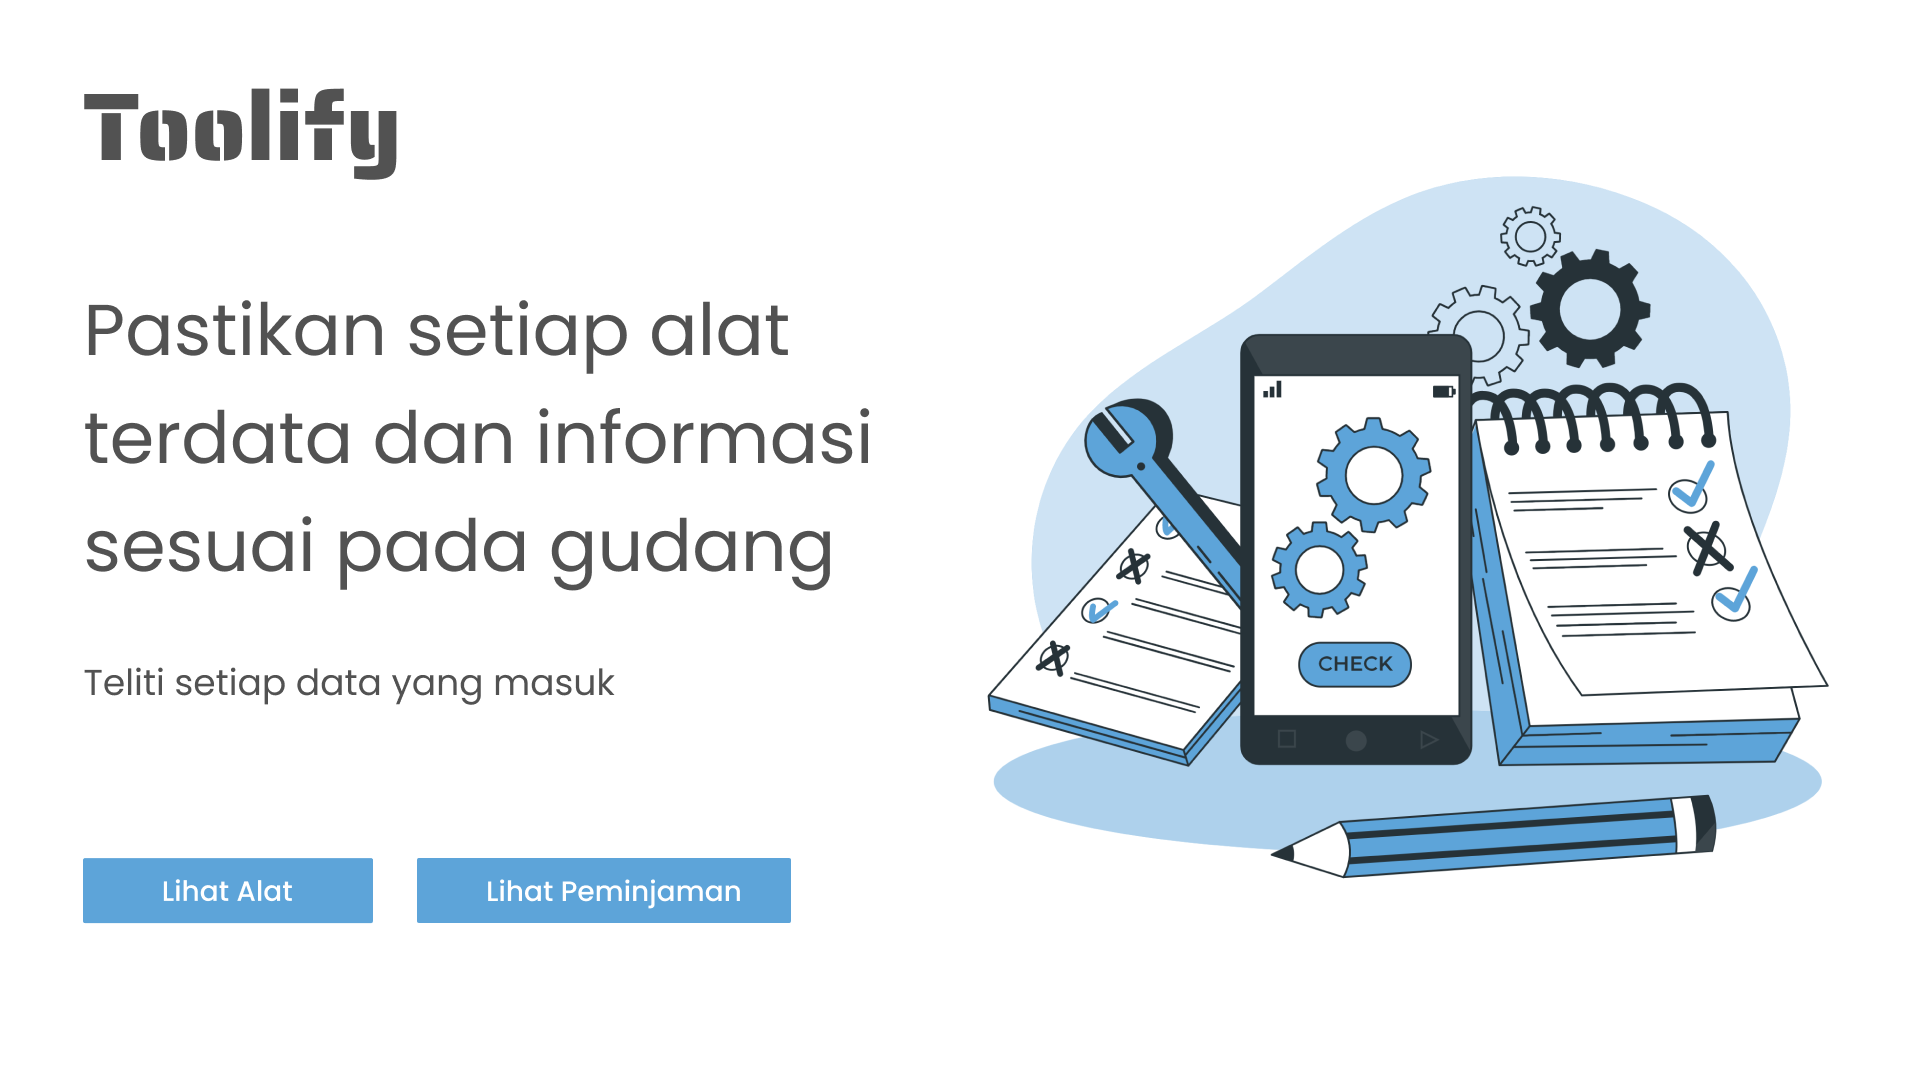 Toolify
Pastikan setiap alat
terdata dan informasi
sesuai pada gudang
Teliti setiap data yang masuk
Lihat Alat
Lihat Peminjaman
CHECK